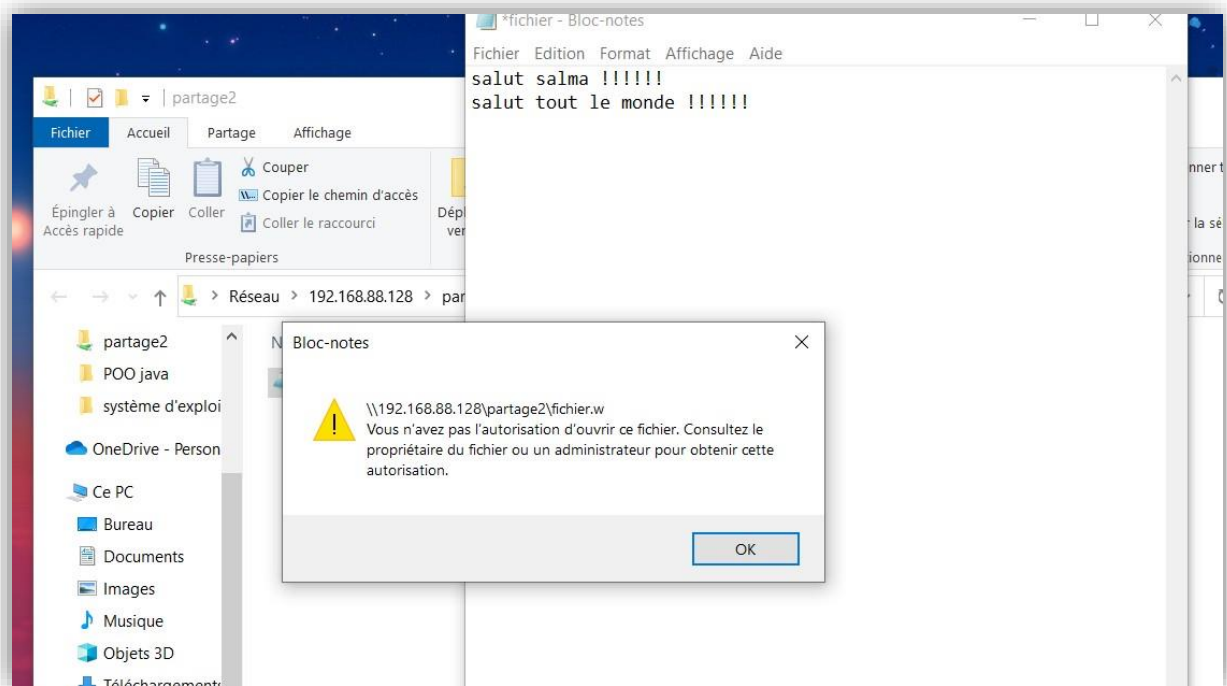 *fichier - Bloc-notes
Fichier Edition Format Affichage Aide
salut salma !!!!!!
salut tout le monde !!!!!!
partage2
Fichier Accueil Partage Affichage
Épingler à
Accès rapide
Copier
Coller
Couper
Copier le chemin d'accès
Coller le raccourci
Presse-papiers
Réseau > 192.168.88.128 >
partage2
POO java
système d'exploi
OneDrive - Person
Ce PC
Bureau
Documents
Images
Musique
Objets 3D
Téléchargements
Bloc-notes
\\192.168.88.128\partage2\fichier.w
Vous n'avez pas l'autorisation d'ouvrir ce fichier. Consultez le
propriétaire du fichier ou un administrateur pour obtenir cette
autorisation.
OK